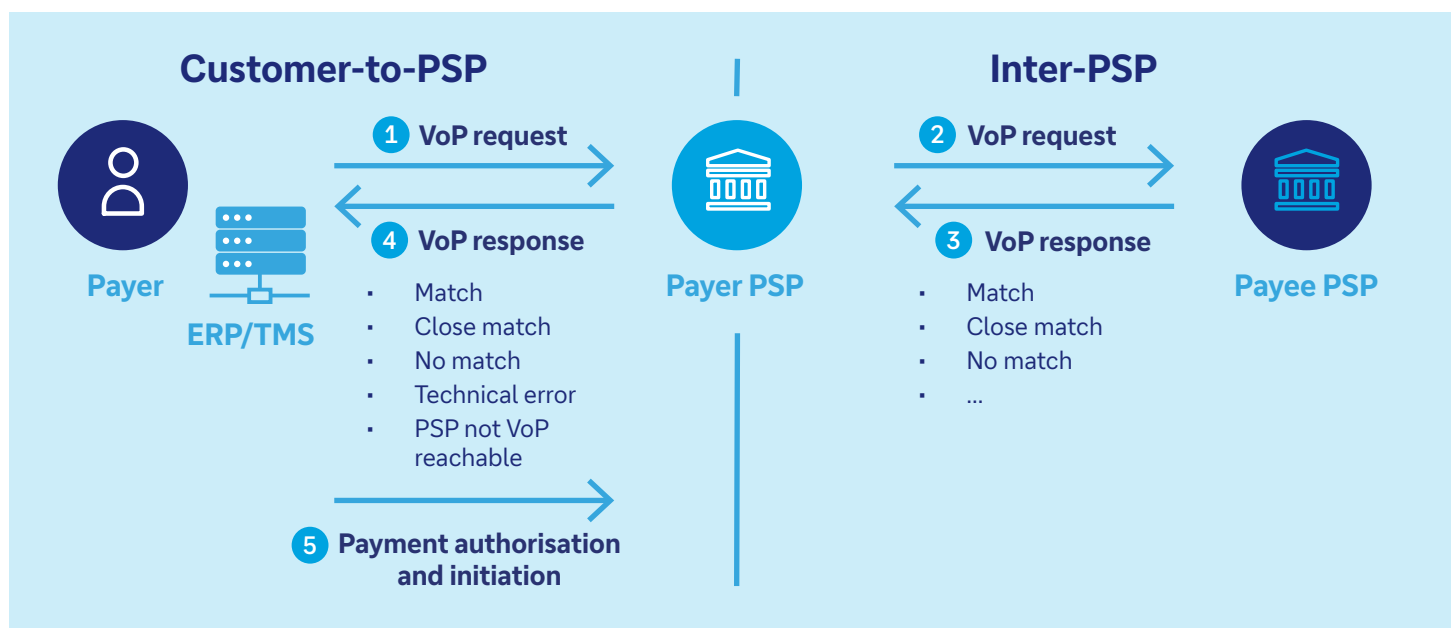 Customer-to-PSP
Inter-PSP
1 VoP request
2 VoP request
4 VoP response
3 VoP response
Payer
ERP/TMS
Payer PSP
Payee PSP
▪ Match
▪ Close match
▪ No match
▪ Technical error
▪ PSP not VoP
reachable
▪ Match
▪ Close match
▪ No match
▪ ...
5 Payment authorisation
and initiation